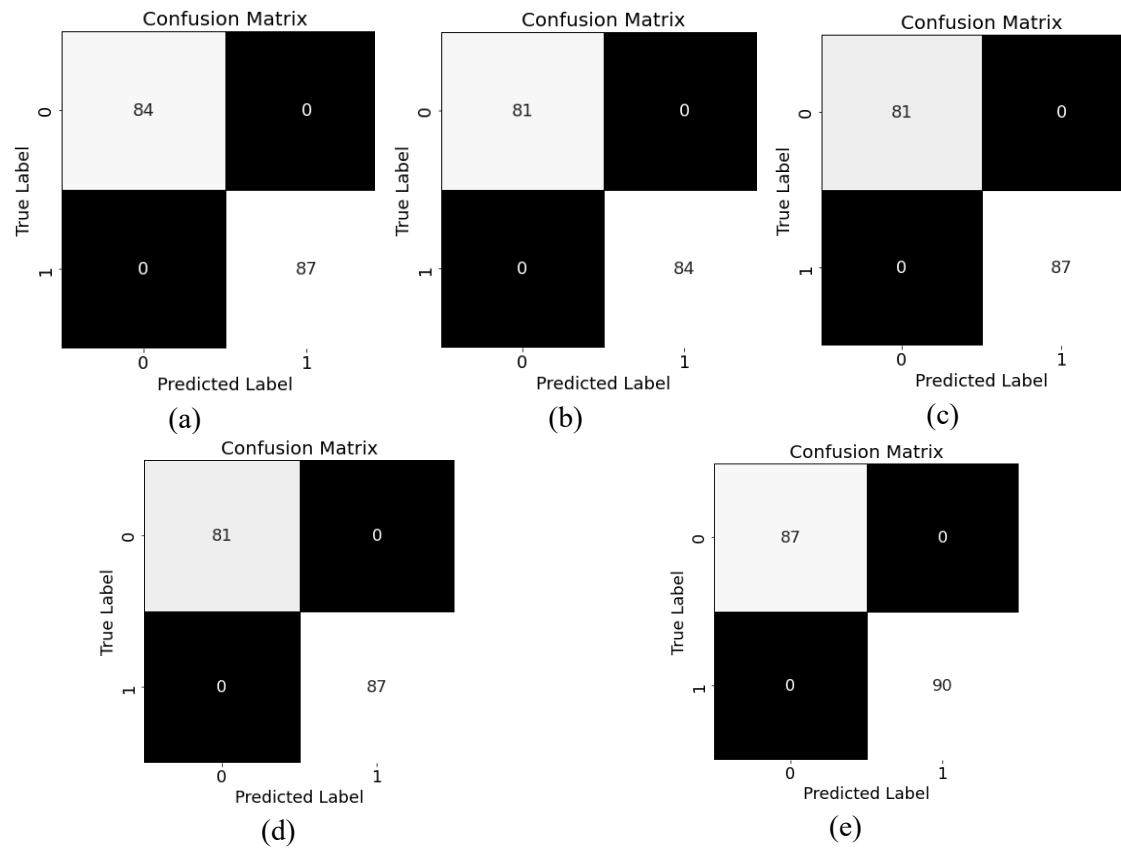 Confusion Matrix
True Label
0
84
0
1
0
87
0
1
Predicted Label
(a)
Confusion Matrix
True Label
0
81
0
1
0
84
0
1
Predicted Label
(b)
Confusion Matrix
True Label
0
81
0
1
0
87
0
1
Predicted Label
(c)
Confusion Matrix
True Label
0
81
0
1
0
87
0
1
Predicted Label
(d)
Confusion Matrix
True Label
0
87
0
1
0
90
0
1
Predicted Label
(e)